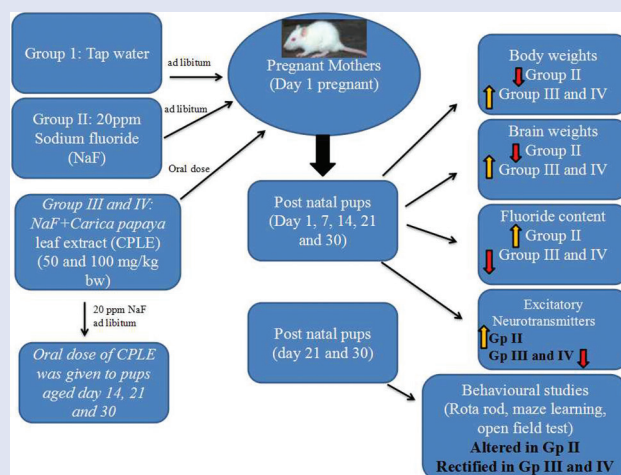 Group 1: Tap water
ad libitum
Group II: 20ppm
Sodium fluoride
(NaF)
ad libitum
Group III and IV:
NaF+Carica papaya
leaf extract (CPLE)
(50 and 100 mg/kg
bw)
Oral dose
20 ppm NaF
ad libitum
Oral dose of CPLE
was given to pups
aged day 14, 21
and 30
Pregnant Mothers
(Day 1 pregnant)
Post natal pups
(Day 1, 7, 14, 21
and 30)
Post natal pups
(day 21 and 30)
Body weights
Group II
Group III and IV
Brain weights
Group II
Group III and IV
Fluoride content
Group II
Group III and IV
Excitatory
Neurotransmitters
Gp II
Gp III and IV
Behavioural studies
(Rota rod, maze learning,
open field test)
Altered in Gp II
Rectified in Gp III and IV